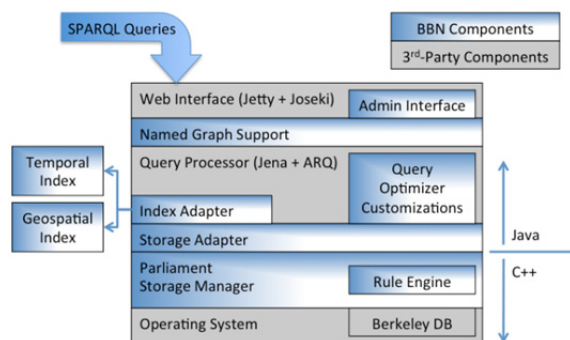 SPARQL Queries
BBN Components
3rd-Party Components
Web Interface (Jetty + Joseki)
Admin Interface
Named Graph Support
Temporal
Index
Geospatial
Index
Query Processor (Jena + ARQ)
Query
Optimizer
Customizations
Index Adapter
Storage Adapter
Java
C++
Parliament
Storage Manager
Rule Engine
Operating System
Berkeley DB